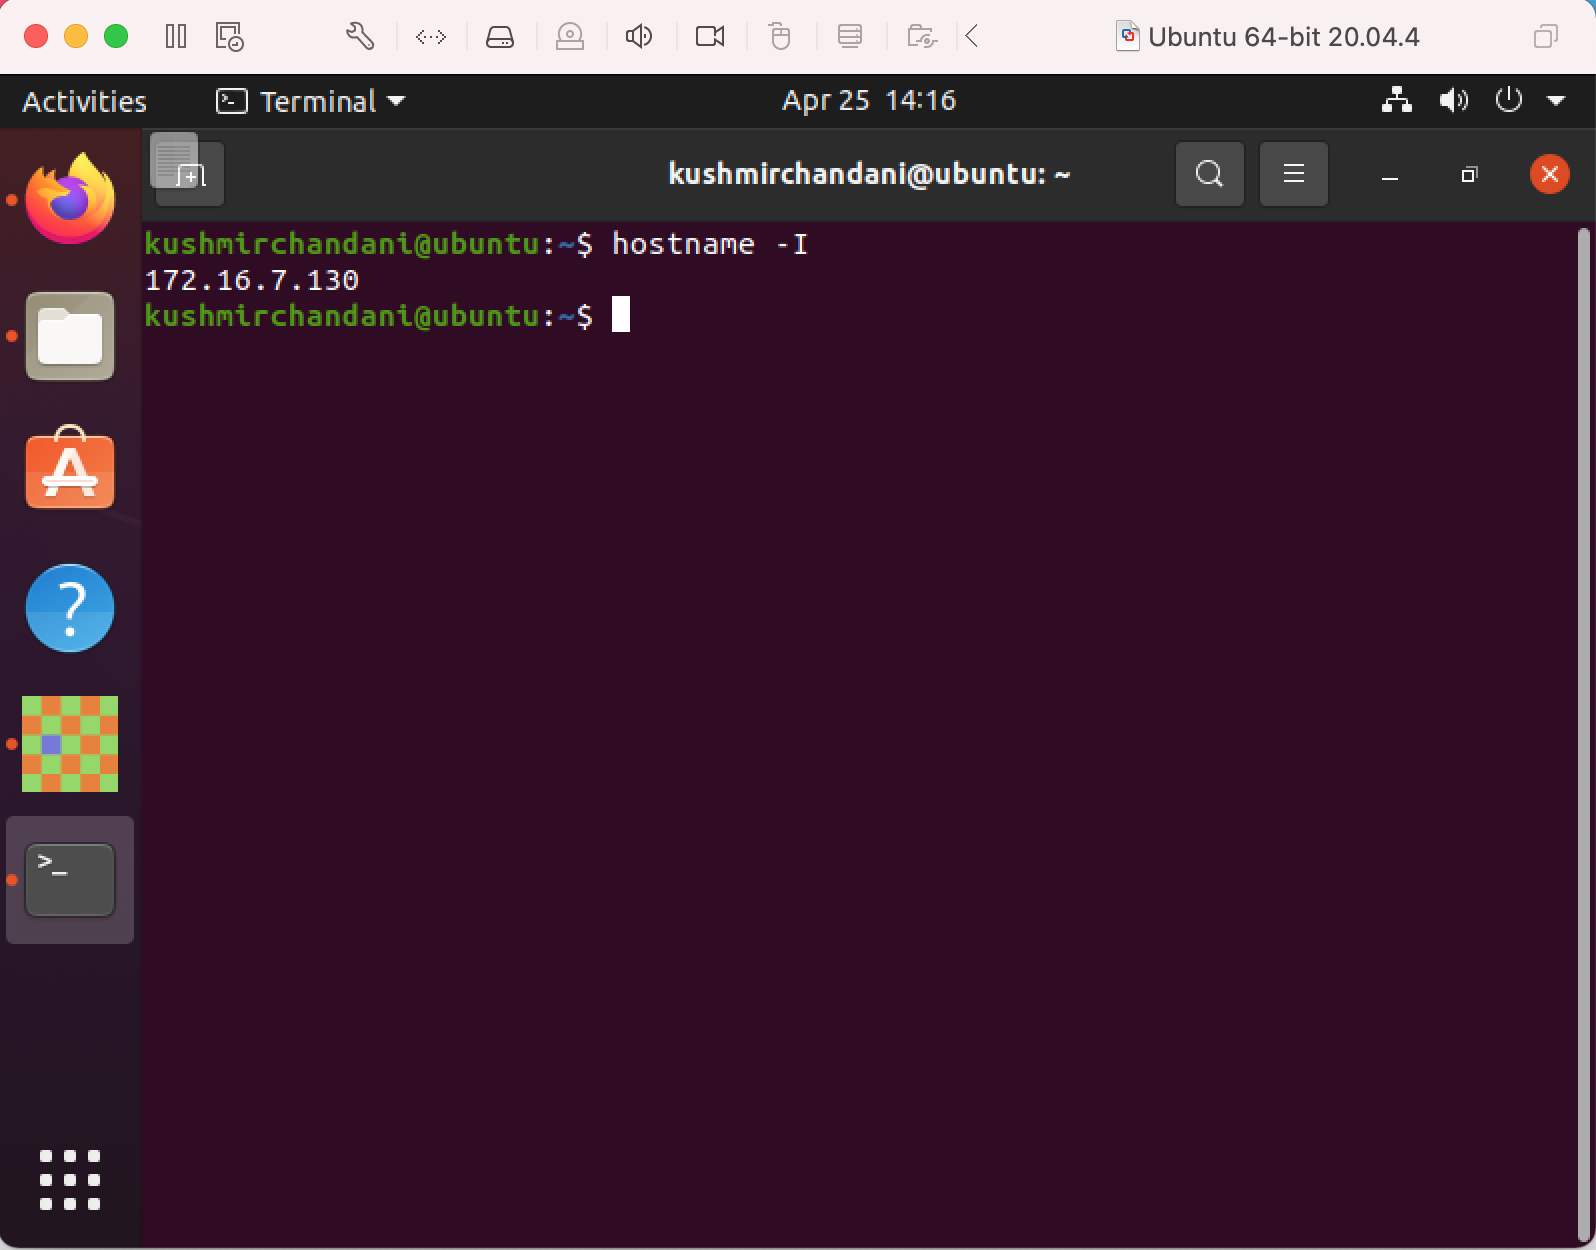 Ubuntu 64-bit 20.04.4
Activities
Terminal
Apr 25 14:16
kushmirchandani@ubuntu: ~
kushmirchandani@ubuntu:~$ hostname -I
172.16.7.130
kushmirchandani@ubuntu:~$